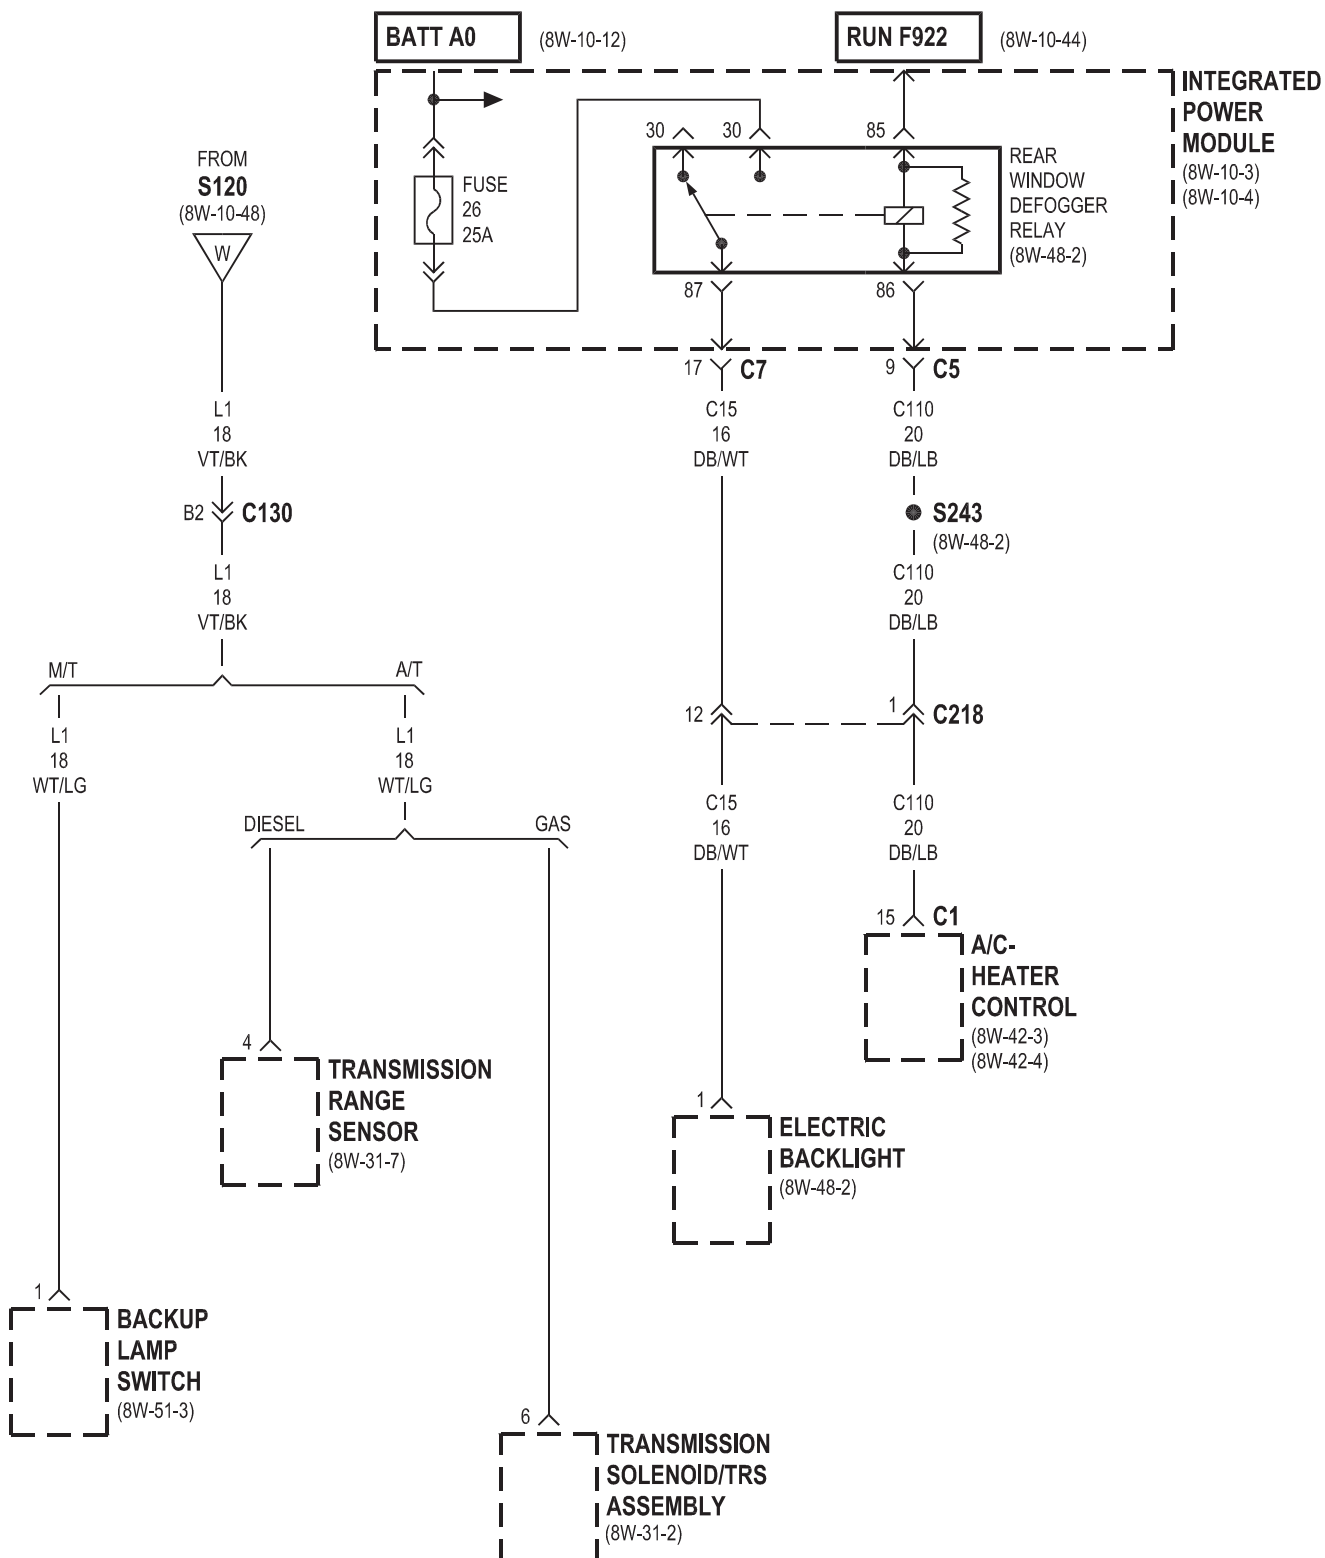 BATT A0
(8W-10-12)
RUN F922
(8W-10-44)
INTEGRATED
POWER
MODULE
(8W-10-3)
(8W-10-4)
30
30
85
REAR
WINDOW
DEFOGGER
RELAY
(8W-48-2)
FUSE
26
25A
87
86
17
C7
9
C5
FROM
S120
(8W-10-48)
W
L1
18
VT/BK
C15
16
DB/WT
C110
20
DB/LB
B2
C130
S243
(8W-48-2)
L1
18
VT/BK
C110
20
DB/LB
M/T
A/T
12
1
C218
L1
18
WT/LG
L1
18
WT/LG
C15
16
DB/WT
C110
20
DB/LB
DIESEL
GAS
15
C1
A/C-
HEATER
CONTROL
(8W-42-3)
(8W-42-4)
4
TRANSMISSION
RANGE
SENSOR
(8W-31-7)
1
ELECTRIC
BACKLIGHT
(8W-48-2)
1
BACKUP
LAMP
SWITCH
(8W-51-3)
6
TRANSMISSION
SOLENOID/TRS
ASSEMBLY
(8W-31-2)